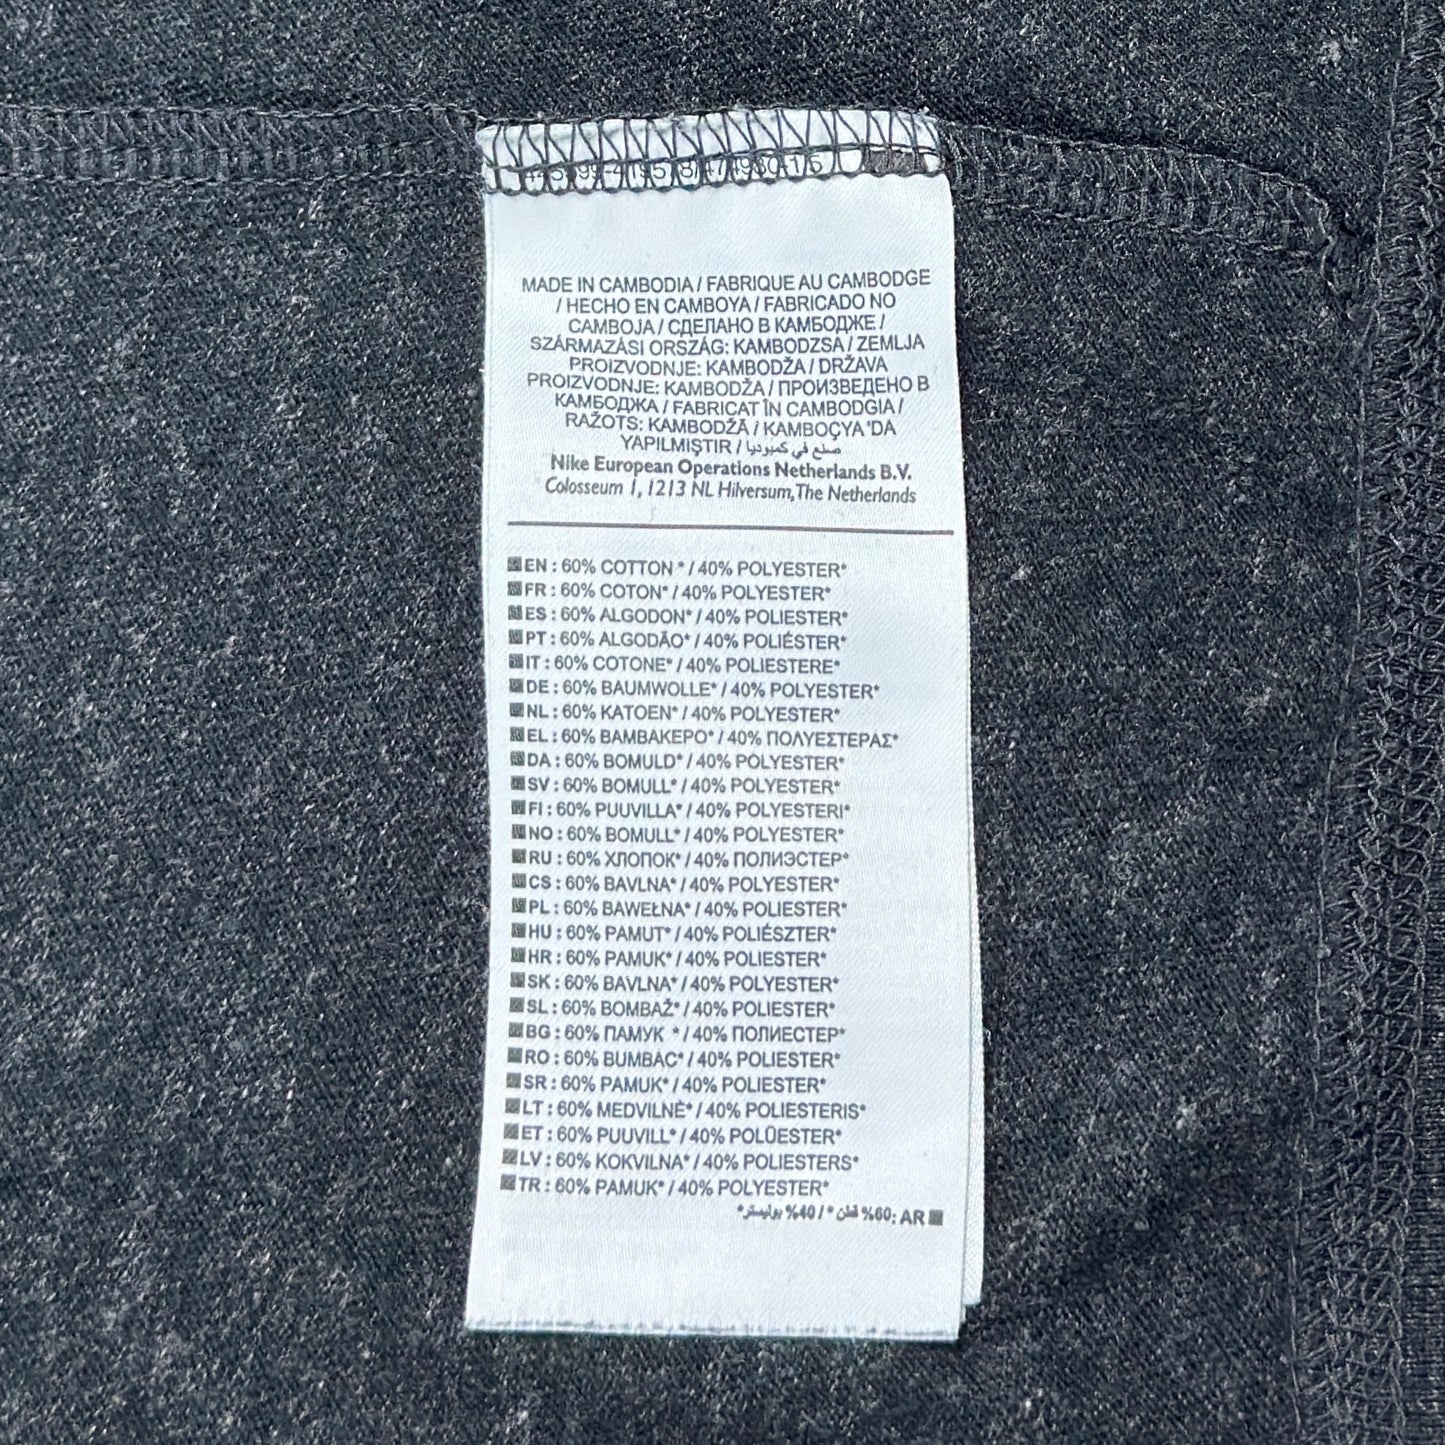 MADE IN CAMBODIA / FABRIQUE AU CAMBODGE
/ HECHO EN CAMBOYA / FABRICADO NO
CAMBOJA / СДЕЛАНО В КАМБОДЖЕ /
SZÁRMAZÁSI ORSZÁG: KAMBODZSA / ZEMLJA
PROIZVODNJE: KAMBODŽA / DRŽAVA
PROIZVODNJE: KAMBODŽA / ПРОИЗВЕДЕНО В
КАМБОДЖА / FABRICAT ÎN CAMBODGIA /
RAŽOTS: KAMBODŽĀ / KAMBOÇYA 'DA
YAPILMIŞTIR / صنع في كمبوديا
Nike European Operations Netherlands B.V.
Colosseum 1, 1213 NL Hilversum, The Netherlands
EN : 60% COTTON * / 40% POLYESTER*
FR : 60% COTON* / 40% POLYESTER*
ES : 60% ALGODON* / 40% POLIESTER*
PT : 60% ALGODÃO* / 40% POLIÉSTER*
IT : 60% COTONE* / 40% POLIESTERE*
DE : 60% BAUMWOLLE* / 40% POLYESTER*
NL : 60% KATOEN* / 40% POLYESTER*
EL : 60% ΒΑΜΒΑΚΕΡΟ* / 40% ΠΟΛΥΕΣΤΕΡΑΣ*
DA : 60% BOMULD* / 40% POLYESTER*
SV : 60% BOMULL* / 40% POLYESTER*
FI : 60% PUUVILLA* / 40% POLYESTERI*
NO : 60% BOMULL* / 40% POLYESTER*
RU : 60% ХЛОПОК* / 40% ПОЛИЭСТЕР*
CS : 60% BAVLNA* / 40% POLYESTER*
PL : 60% BAWEŁNA* / 40% POLIESTER*
HU : 60% PAMUT* / 40% POLIÉSZTER*
HR : 60% PAMUK* / 40% POLIESTER*
SK : 60% BAVLNA* / 40% POLYESTER*
SL : 60% BOMBAŽ* / 40% POLIESTER*
BG : 60% ПАМУК * / 40% ПОЛИЕСТЕР*
RO : 60% BUMBAC* / 40% POLIESTER*
SR : 60% PAMUK* / 40% POLIESTER*
LT : 60% MEDVILNĖ* / 40% POLIESTERIS*
ET : 60% PUUVILL* / 40% POLÜESTER*
LV : 60% KOKVILNA* / 40% POLIESTERS*
TR : 60% PAMUK* / 40% POLYESTER*
AR :60% قطن * / 40% بوليستر*